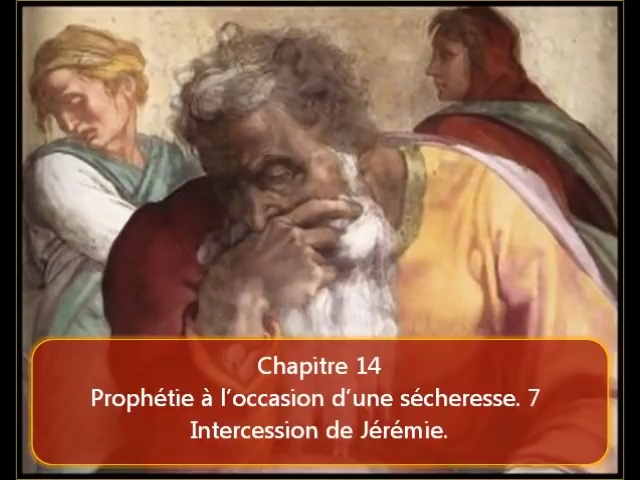 Chapitre 14
Prophétie à l'occasion d'une sécheresse. 7
Intercession de Jérémie.